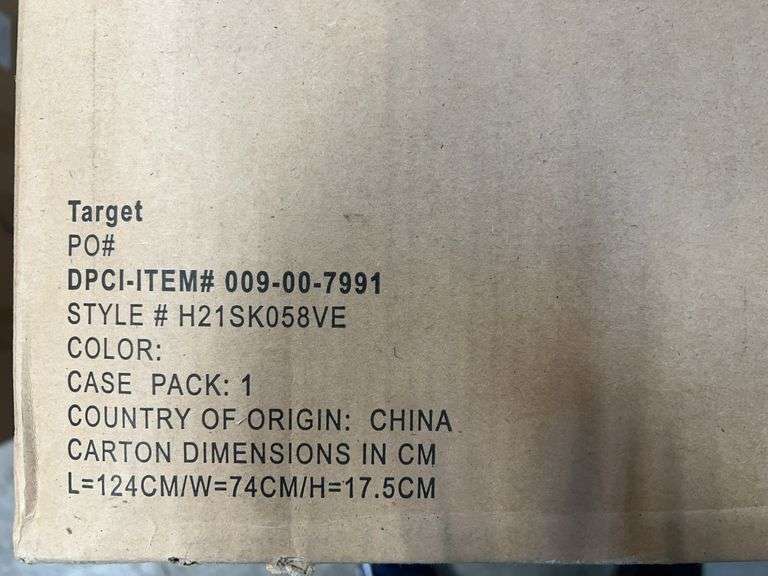 Target
PO#
DPCI-ITEM# 009-00-7991
STYLE # H21SK058VE
COLOR:
CASE PACK: 1
COUNTRY OF ORIGIN: CHINA
CARTON DIMENSIONS IN CM
L=124CM/W=74CM/H=17.5CM